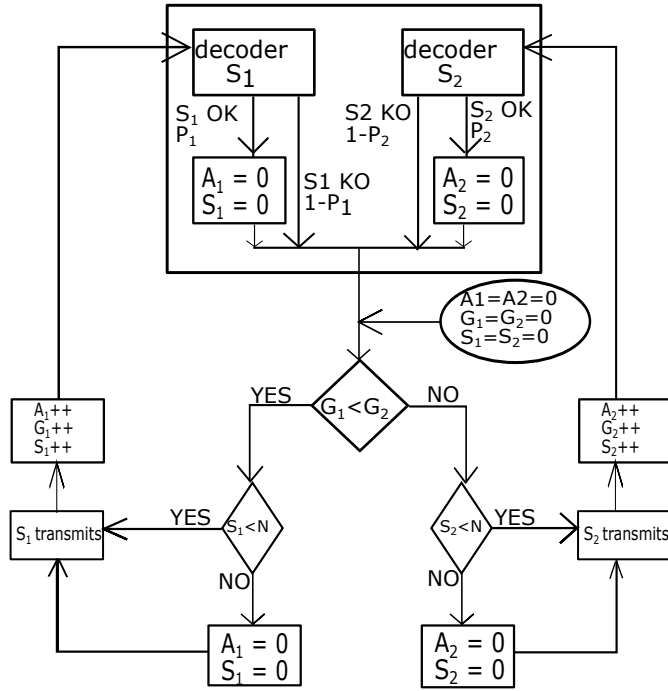 decoder
S₁
decoder
S₂
S₁ OK
P₁
S2 KO
1-P₂
S₂ OK
P₂
A₁ = 0
S₁ = 0
S1 KO
1-P₁
A₂ = 0
S₂ = 0
A1=A2=0
G₁=G₂=0
S₁=S₂=0
YES
G₁<G₂
NO
A₁++
G₁++
S₁++
A₂++
G₂++
S₂++
S₁ transmits
YES
S₁<N
S₂<N
YES
S₂ transmits
NO
NO
A₁ = 0
S₁ = 0
A₂ = 0
S₂ = 0